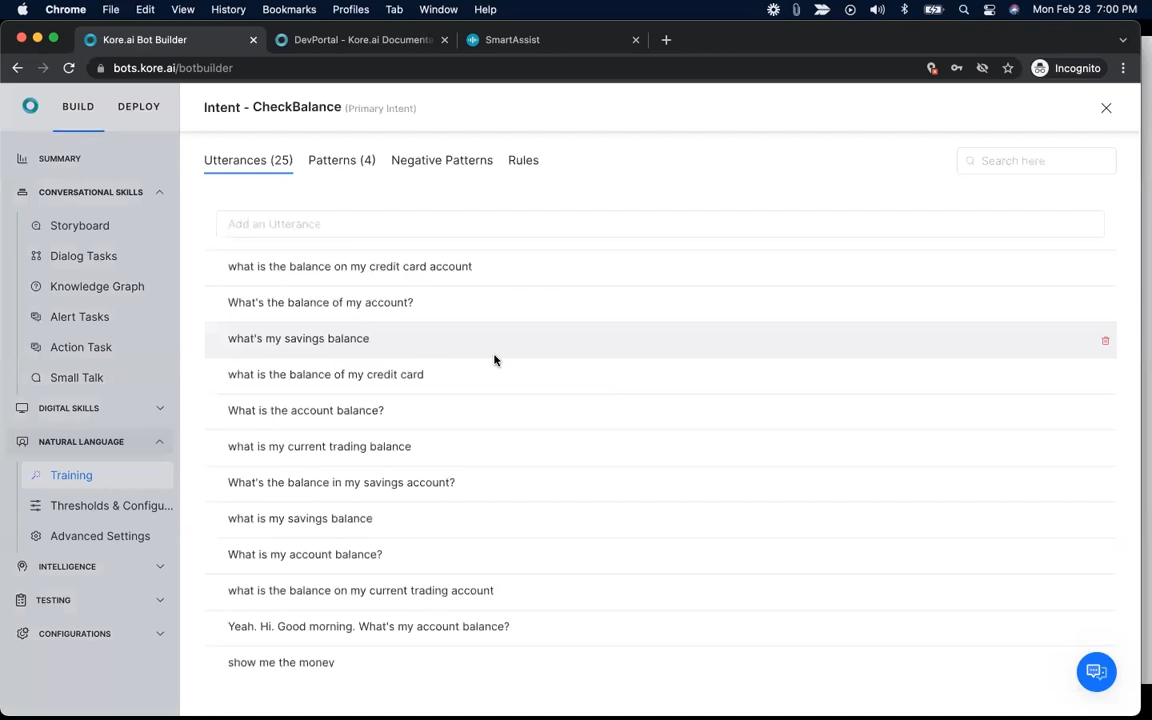 Chrome File Edit View History Bookmarks Profiles Tab Window Help Mon Feb 28 7:00 PM
Kore.ai Bot Builder DevPortal - Kore.ai Documente SmartAssist
bots.kore.ai/botbuilder Incognito
BUILD DEPLOY
Intent - CheckBalance (Primary Intent)
SUMMARY
CONVERSATIONAL SKILLS
Storyboard
Dialog Tasks
Knowledge Graph
Alert Tasks
Action Task
Small Talk
DIGITAL SKILLS
NATURAL LANGUAGE
Training
Thresholds & Configu...
Advanced Settings
INTELLIGENCE
TESTING
CONFIGURATIONS
Utterances (25) Patterns (4) Negative Patterns Rules Search here
Add an Utterance
what is the balance on my credit card account
What's the balance of my account?
what's my savings balance
what is the balance of my credit card
What is the account balance?
what is my current trading balance
What's the balance in my savings account?
what is my savings balance
What is my account balance?
what is the balance on my current trading account
Yeah. Hi. Good morning. What's my account balance?
show me the money